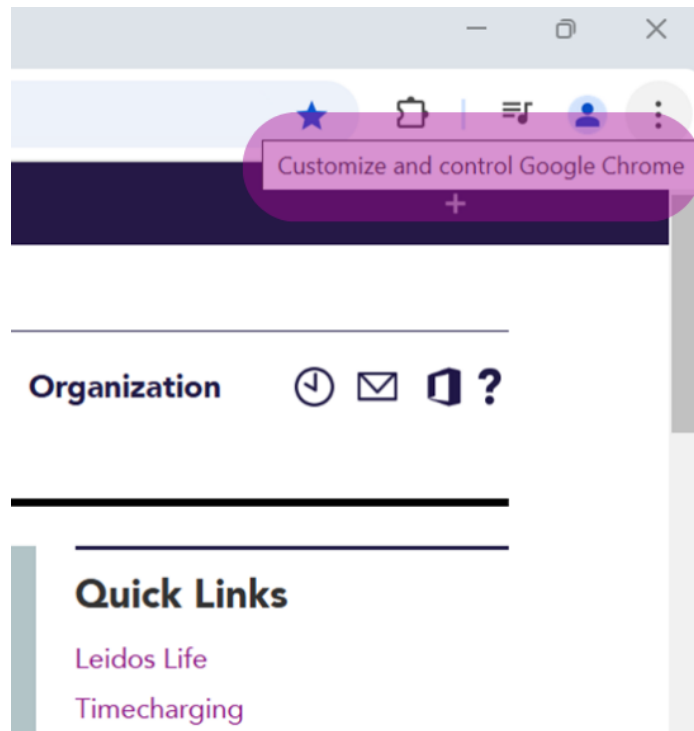 Customize and control Google Chrome
Organization
?
Quick Links
Leidos Life
Timecharging